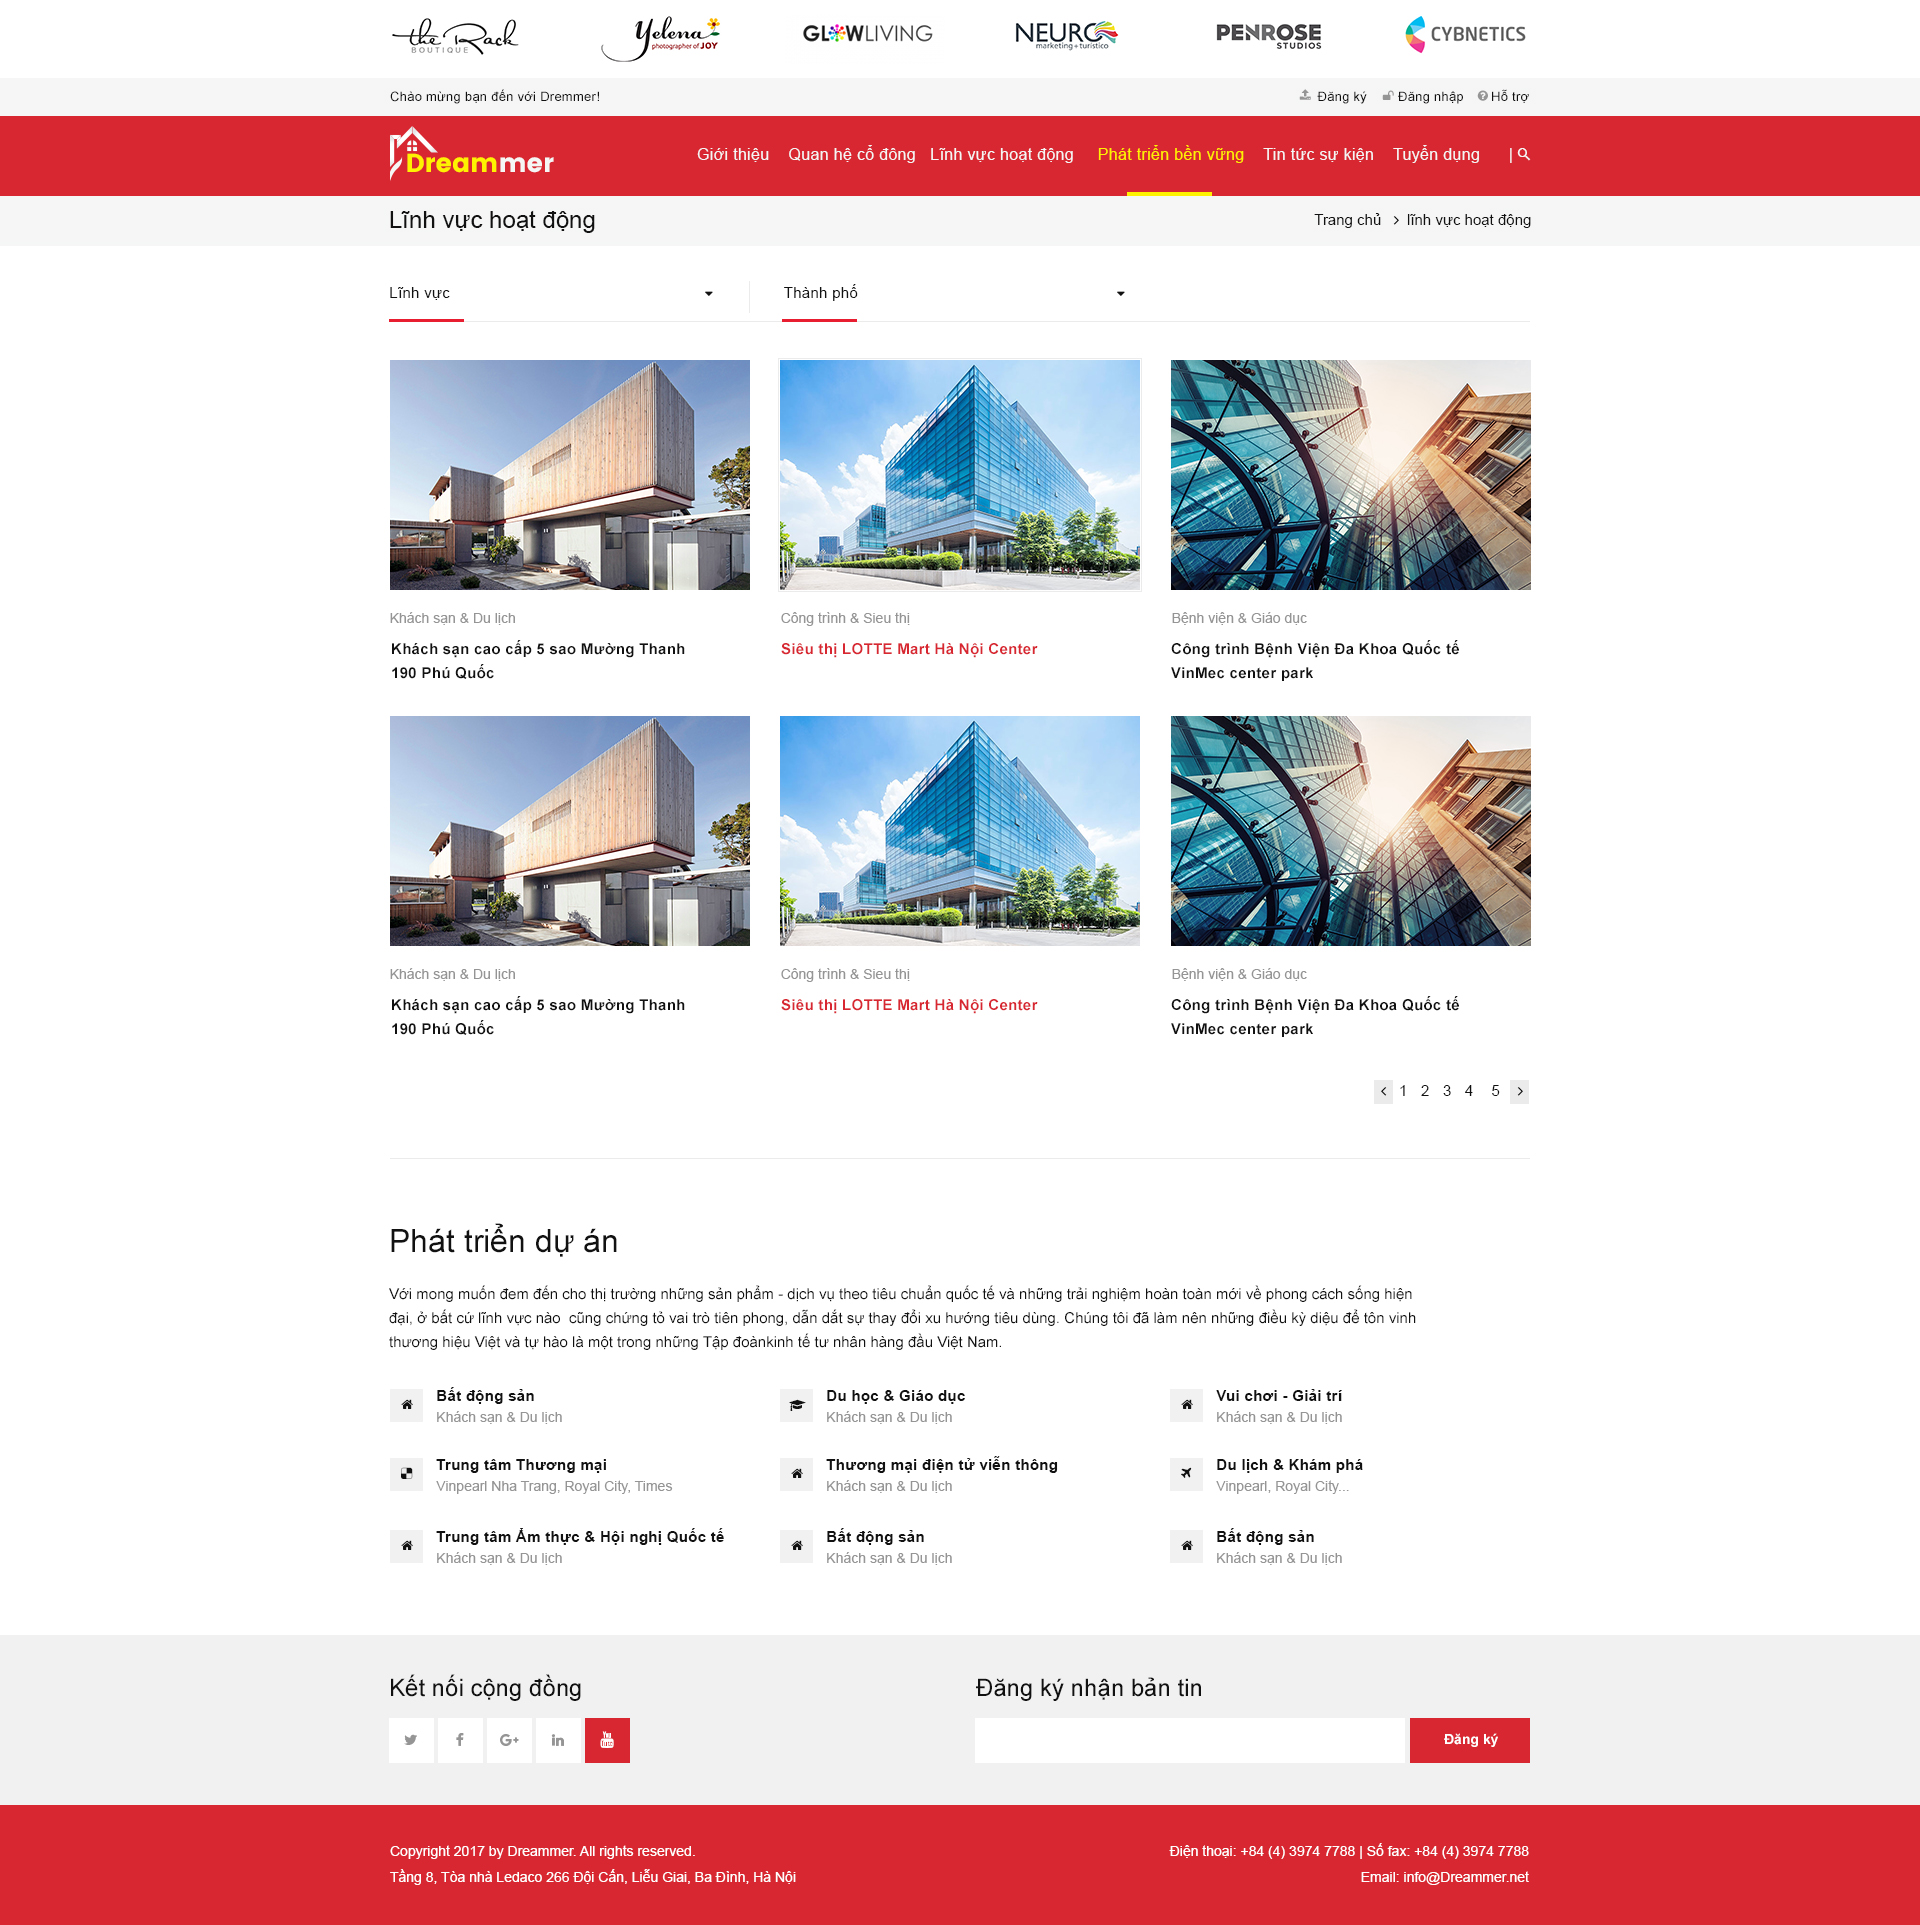 the Rack
BOUTIQUE
Yelena
photographer of JOY
GLOWLIVING
NEURO
marketing+turistico
PENROSE
STUDIOS
CYBNETICS
Chào mừng bạn đến với Dremmer!
Đăng ký Đăng nhập Hỗ trợ
Dreammer
Giới thiệu Quan hệ cổ đông Lĩnh vực hoạt động Phát triển bền vững Tin tức sự kiện Tuyển dụng |
Lĩnh vực hoạt động
Trang chủ > lĩnh vực hoạt động
Lĩnh vực
Thành phố
Khách sạn & Du lịch
Khách sạn cao cấp 5 sao Mường Thanh
190 Phú Quốc
Công trình & Sieu thị
Siêu thị LOTTE Mart Hà Nội Center
Bệnh viện & Giáo dục
Công trình Bệnh Viện Đa Khoa Quốc tế
VinMec center park
Khách sạn & Du lịch
Khách sạn cao cấp 5 sao Mường Thanh
190 Phú Quốc
Công trình & Sieu thị
Siêu thị LOTTE Mart Hà Nội Center
Bệnh viện & Giáo dục
Công trình Bệnh Viện Đa Khoa Quốc tế
VinMec center park
< 1 2 3 4 5 >
Phát triển dự án
Với mong muốn đem đến cho thị trường những sản phẩm - dịch vụ theo tiêu chuẩn quốc tế và những trải nghiệm hoàn toàn mới về phong cách sống hiện
đại, ở bất cứ lĩnh vực nào cũng chứng tỏ vai trò tiên phong, dẫn dắt sự thay đổi xu hướng tiêu dùng. Chúng tôi đã làm nên những điều kỳ diệu để tôn vinh
thương hiệu Việt và tự hào là một trong những Tập đoànkinh tế tư nhân hàng đầu Việt Nam.
Bất động sản
Khách sạn & Du lịch
Du học & Giáo dục
Khách sạn & Du lịch
Vui chơi - Giải trí
Khách sạn & Du lịch
Trung tâm Thương mại
Vinpearl Nha Trang, Royal City, Times
Thương mại điện tử viễn thông
Khách sạn & Du lịch
Du lịch & Khám phá
Vinpearl, Royal City...
Trung tâm Ẩm thực & Hội nghị Quốc tế
Khách sạn & Du lịch
Bất động sản
Khách sạn & Du lịch
Bất động sản
Khách sạn & Du lịch
Kết nối cộng đồng
Đăng ký nhận bản tin
You Tube
Đăng ký
Copyright 2017 by Dreammer. All rights reserved.
Tầng 8, Tòa nhà Ledaco 266 Đội Cấn, Liễu Giai, Ba Đình, Hà Nội
Điện thoại: +84 (4) 3974 7788 | Số fax: +84 (4) 3974 7788
Email: info@Dreammer.net